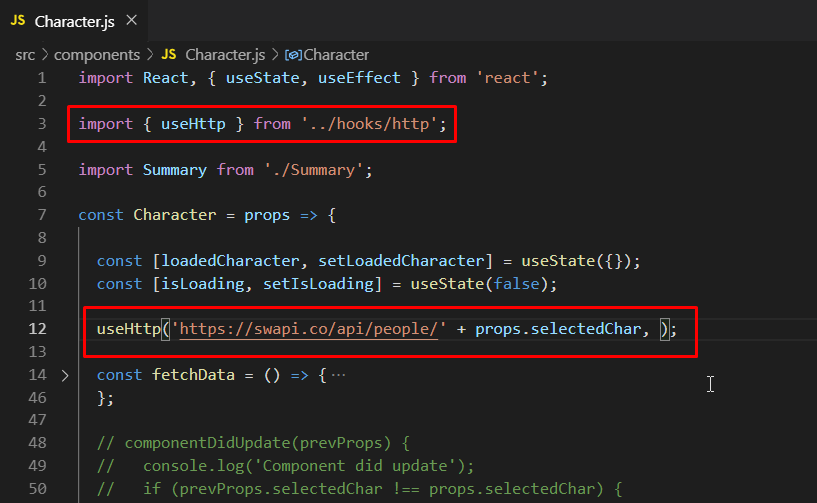 JS Character.js ×
src > components > JS Character.js > Character
1 import React, { useState, useEffect } from 'react';
2
3 import { useHttp } from '../hooks/http';
4
5 import Summary from './Summary';
6
7 const Character = props => {
8
9 const [loadedCharacter, setLoadedCharacter] = useState({});
10 const [isLoading, setIsLoading] = useState(false);
11
12 useHttp('https://swapi.co/api/people/' + props.selectedChar, );
13
14 > const fetchData = () => { ···
46 };
47
48 // componentDidUpdate(prevProps) {
49 // console.log('Component did update');
50 // if (prevProps.selectedChar !== props.selectedChar) {